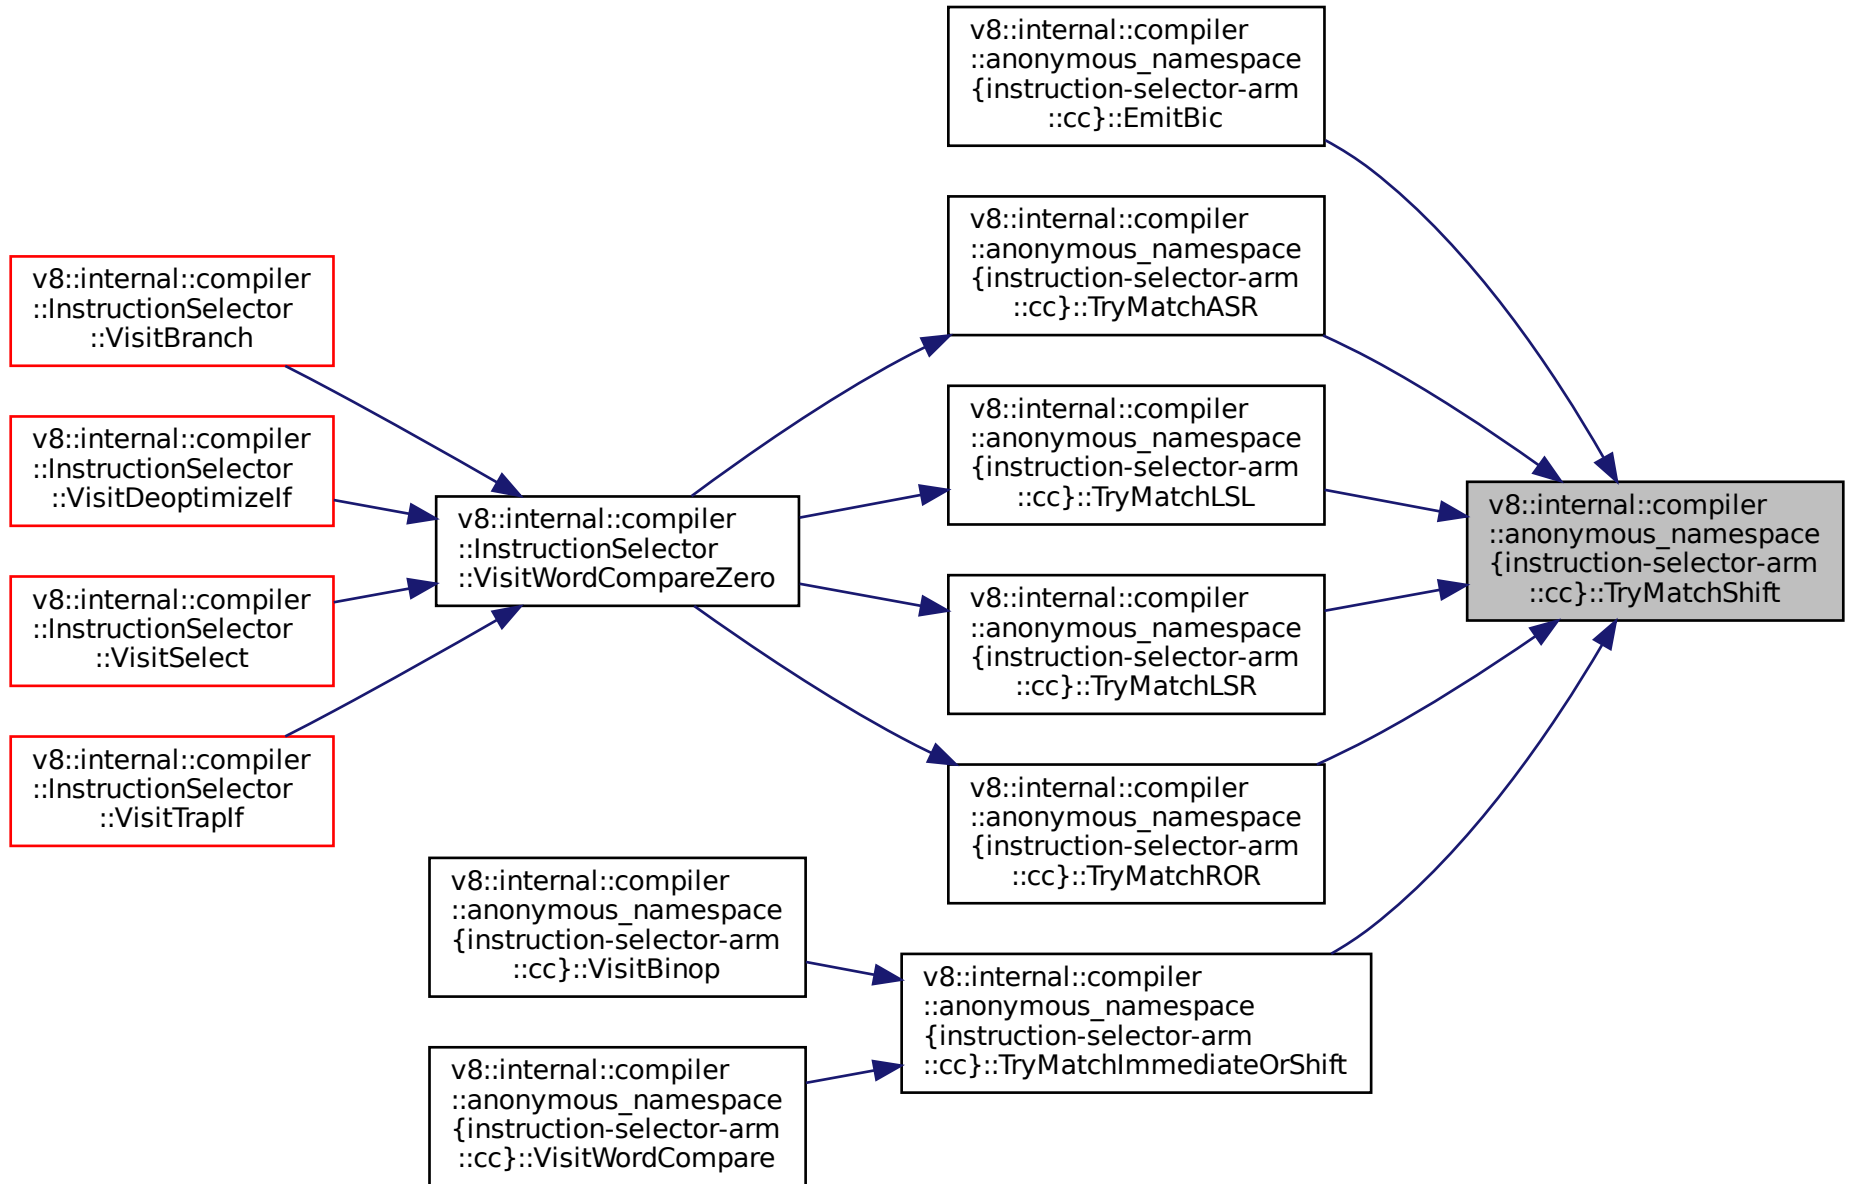 v8::internal::compiler
::anonymous_namespace
{instruction-selector-arm
::cc}::EmitBic
v8::internal::compiler
::anonymous_namespace
{instruction-selector-arm
::cc}::TryMatchASR
v8::internal::compiler
::InstructionSelector
::VisitBranch
v8::internal::compiler
::anonymous_namespace
{instruction-selector-arm
::cc}::TryMatchLSL
v8::internal::compiler
::InstructionSelector
::VisitDeoptimizeIf
v8::internal::compiler
::anonymous_namespace
{instruction-selector-arm
::cc}::TryMatchShift
v8::internal::compiler
::InstructionSelector
::VisitWordCompareZero
v8::internal::compiler
::anonymous_namespace
{instruction-selector-arm
::cc}::TryMatchLSR
v8::internal::compiler
::InstructionSelector
::VisitSelect
v8::internal::compiler
::InstructionSelector
::VisitTrapIf
v8::internal::compiler
::anonymous_namespace
{instruction-selector-arm
::cc}::TryMatchROR
v8::internal::compiler
::anonymous_namespace
{instruction-selector-arm
::cc}::VisitBinop
v8::internal::compiler
::anonymous_namespace
{instruction-selector-arm
::cc}::TryMatchImmediateOrShift
v8::internal::compiler
::anonymous_namespace
{instruction-selector-arm
::cc}::VisitWordCompare